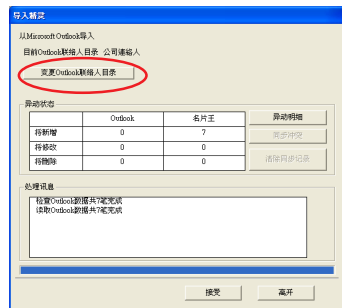 导入精灵
从Microsoft Outlook导入
目前Outlook联络人目录 公司連絡人
变更Outlook联络人目录
异动状态
Outlook 名片王
将新增 0 7
将修改 0 0
将删除 0 0
异动明细
同步冲突
清除同步记录
处理讯息
检查Outlook数据共7笔完成
读取Outlook数据共7笔完成
接受 离开